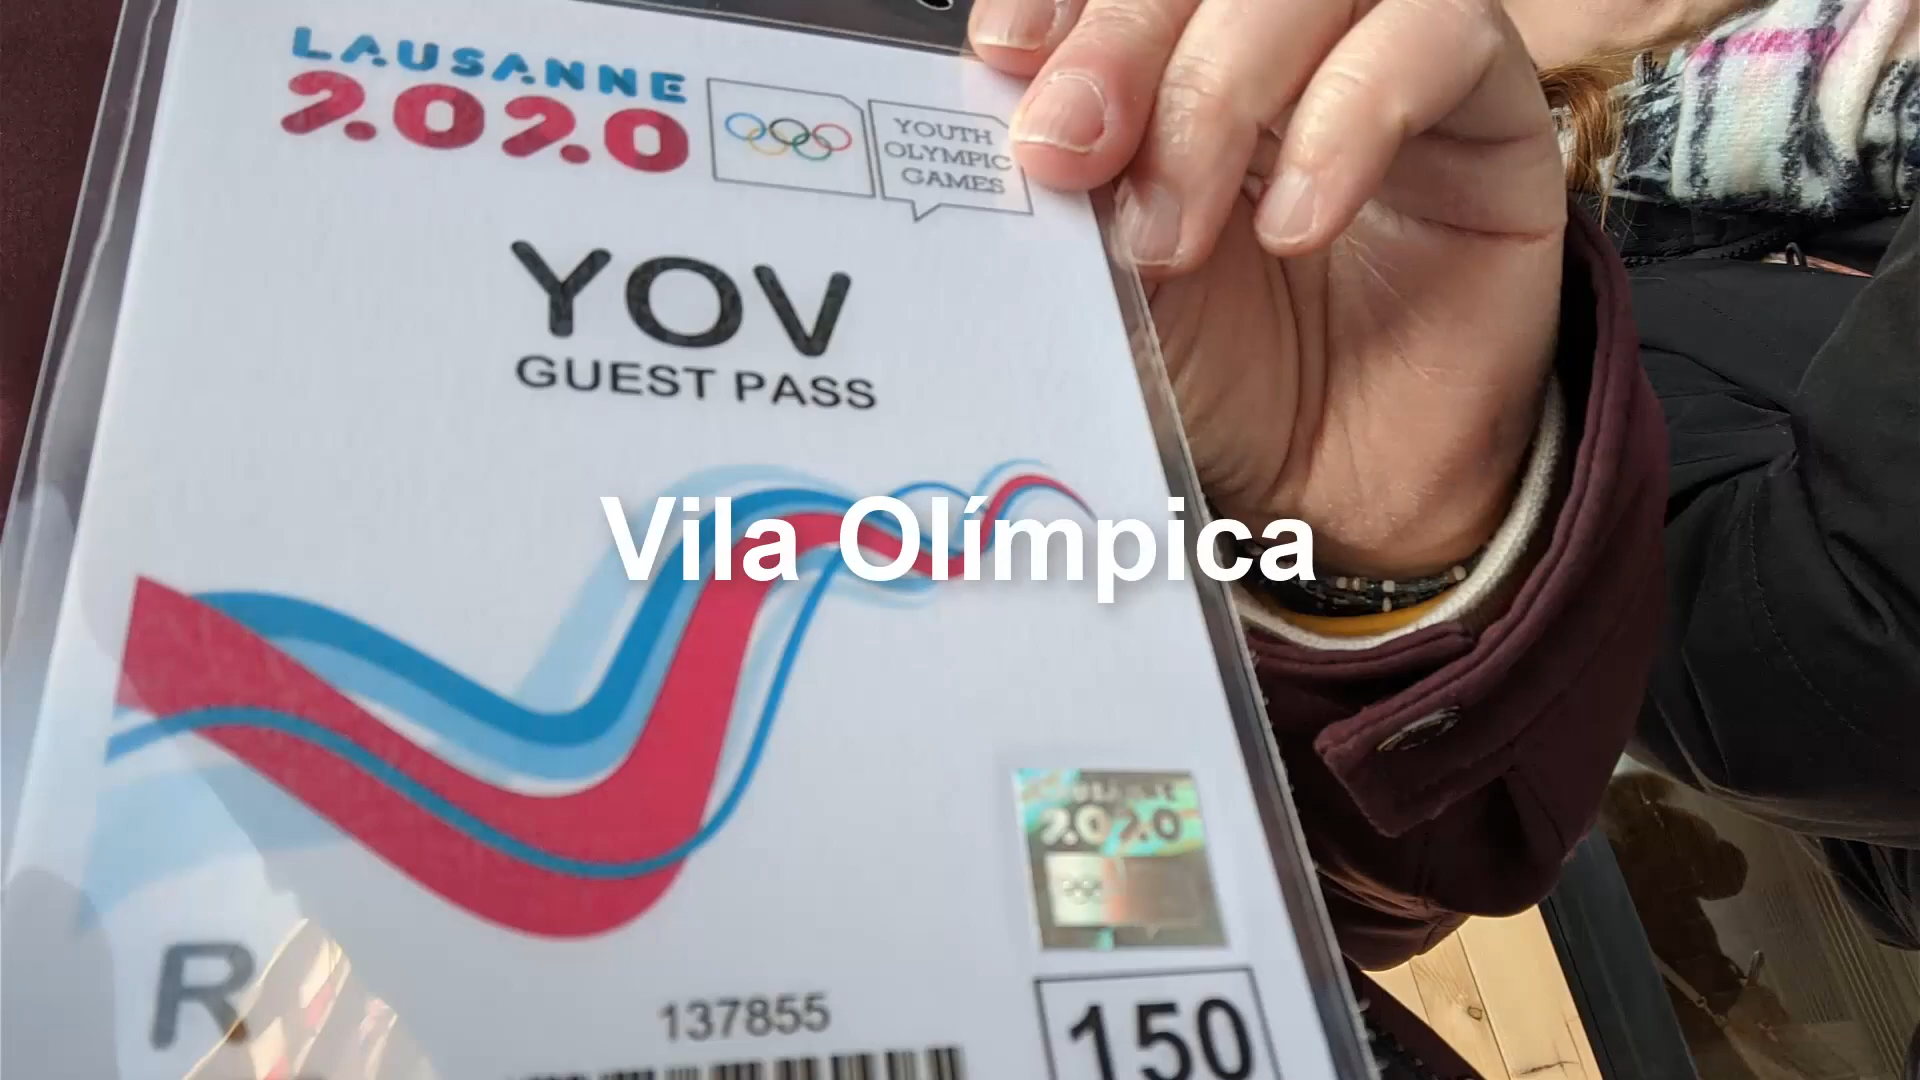 LAUSANNE
2020
YOUTH
OLYMPIC
GAMES
YOV
GUEST PASS
Vila Olímpica
2020
R
137855
150